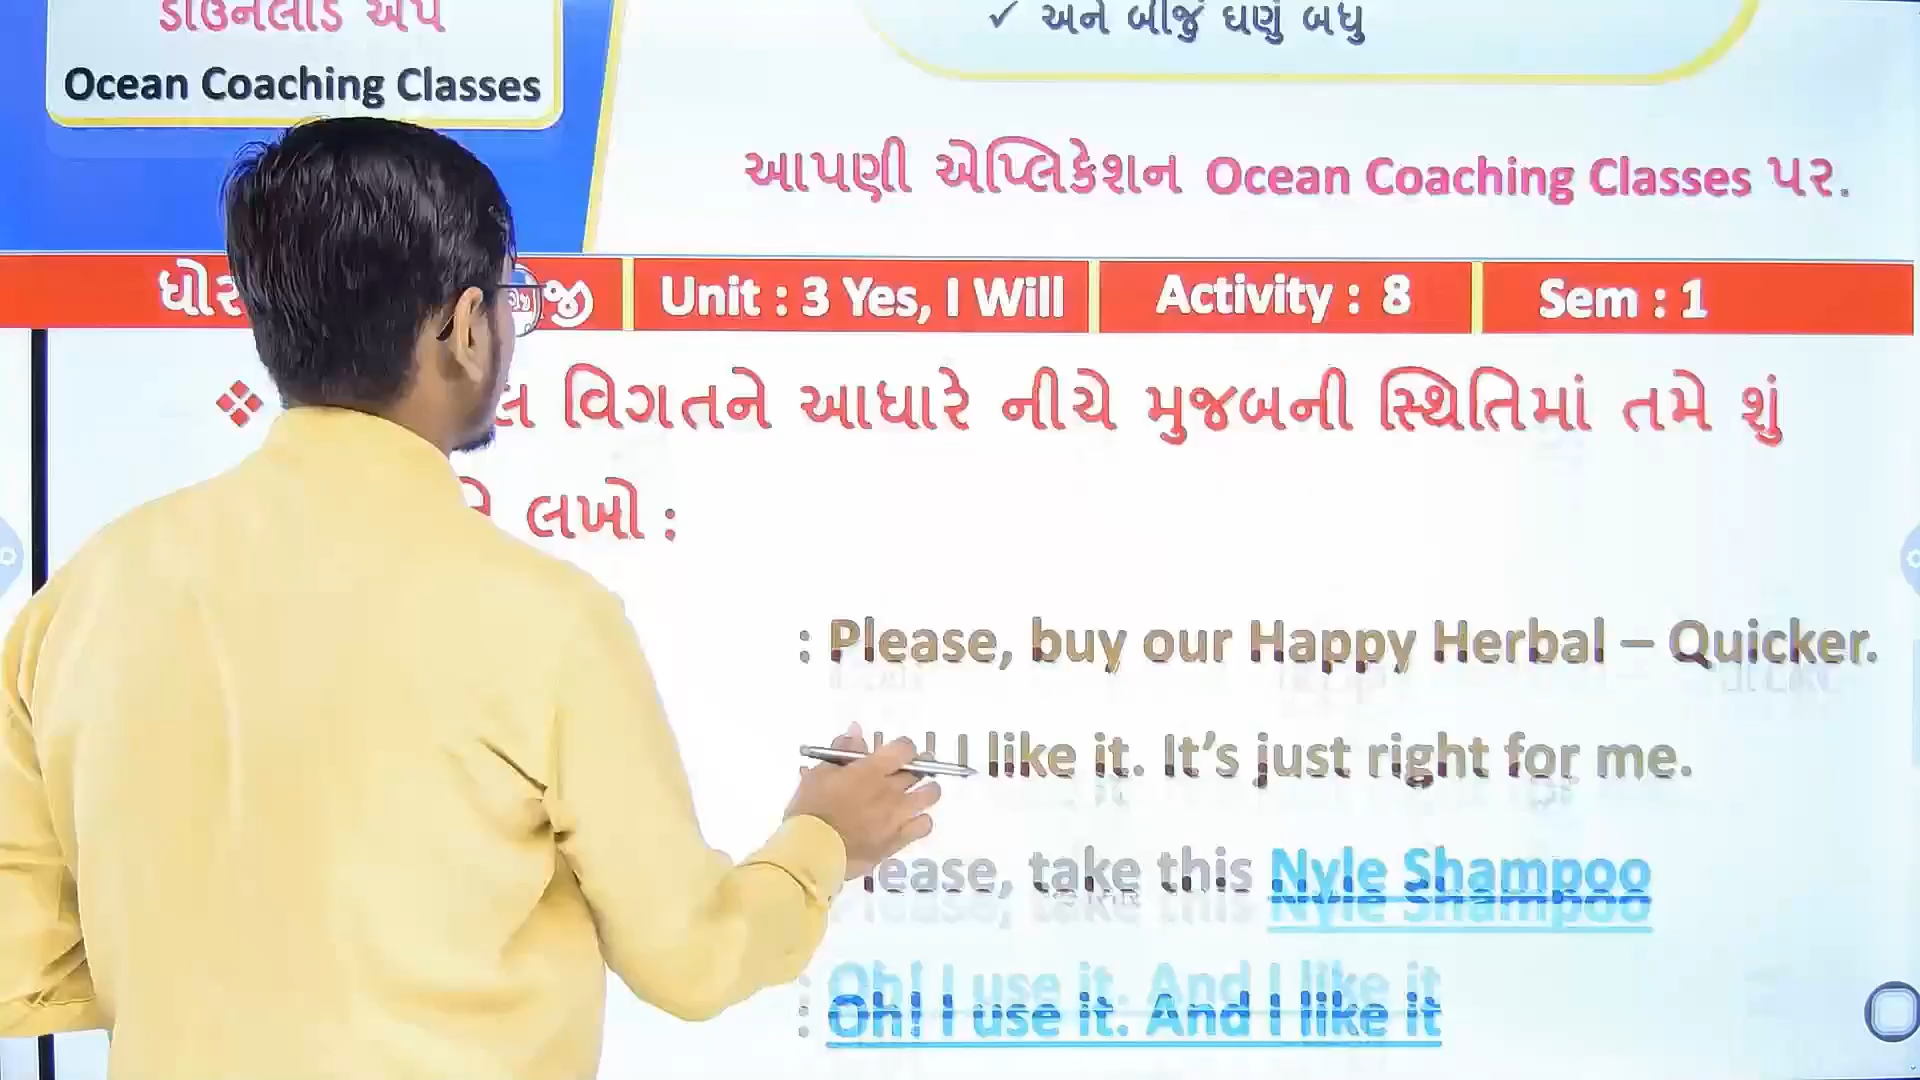 ડાઉનલોડ એપ
Ocean Coaching Classes
✓ અને બીજું ઘણું બધુ
આપણી એપ્લિકેશન Ocean Coaching Classes પર.
Unit : 3 Yes, I Will
Activity : 8
Sem : 1
❖ વિગતને આધારે નીચે મુજબની સ્થિતિમાં તમે શું
લખો :
: Please, buy our Happy Herbal – Quicker.
I like it. It's just right for me.
take this Nyle Shampoo
: Oh! I use it. And I like it